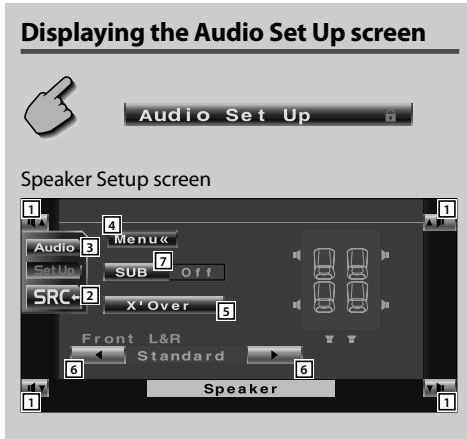 Displaying the Audio Set Up screen
Audio Set Up
Speaker Setup screen
1 1
4 Menu«
Audio 3
7
SetUp SUB Off
SRC 2
X'Over 5
Front L&R
Standard
6 6
Speaker
1 1